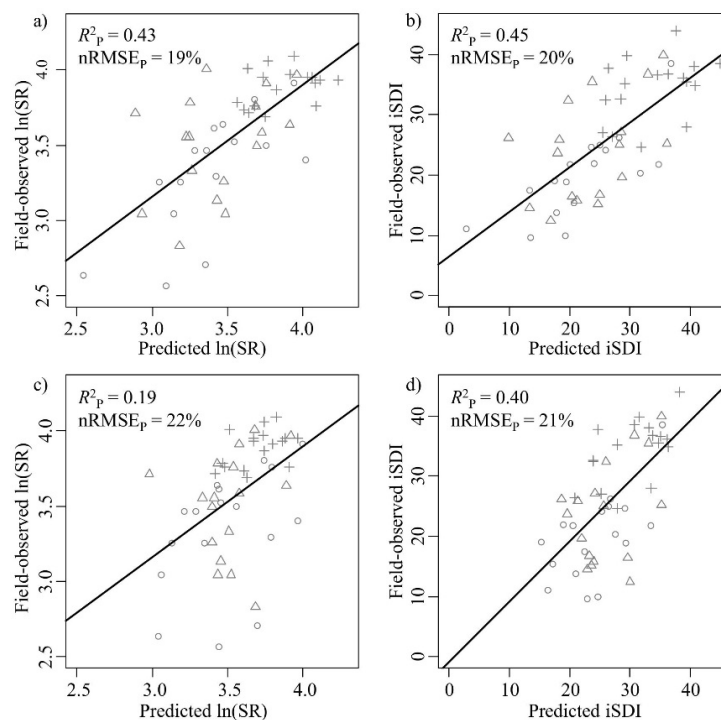 a)
R²P = 0.43
nRMSEP = 19%
Field-observed ln(SR)
4.0
3.5
3.0
2.5
2.5 3.0 3.5 4.0
Predicted ln(SR)
b)
R²P = 0.45
nRMSEP = 20%
Field-observed iSDI
40
30
20
10
0
0 10 20 30 40
Predicted iSDI
c)
R²P = 0.19
nRMSEP = 22%
Field-observed ln(SR)
4.0
3.5
3.0
2.5
2.5 3.0 3.5 4.0
Predicted ln(SR)
d)
R²P = 0.40
nRMSEP = 21%
Field-observed iSDI
40
30
20
10
0
0 10 20 30 40
Predicted iSDI